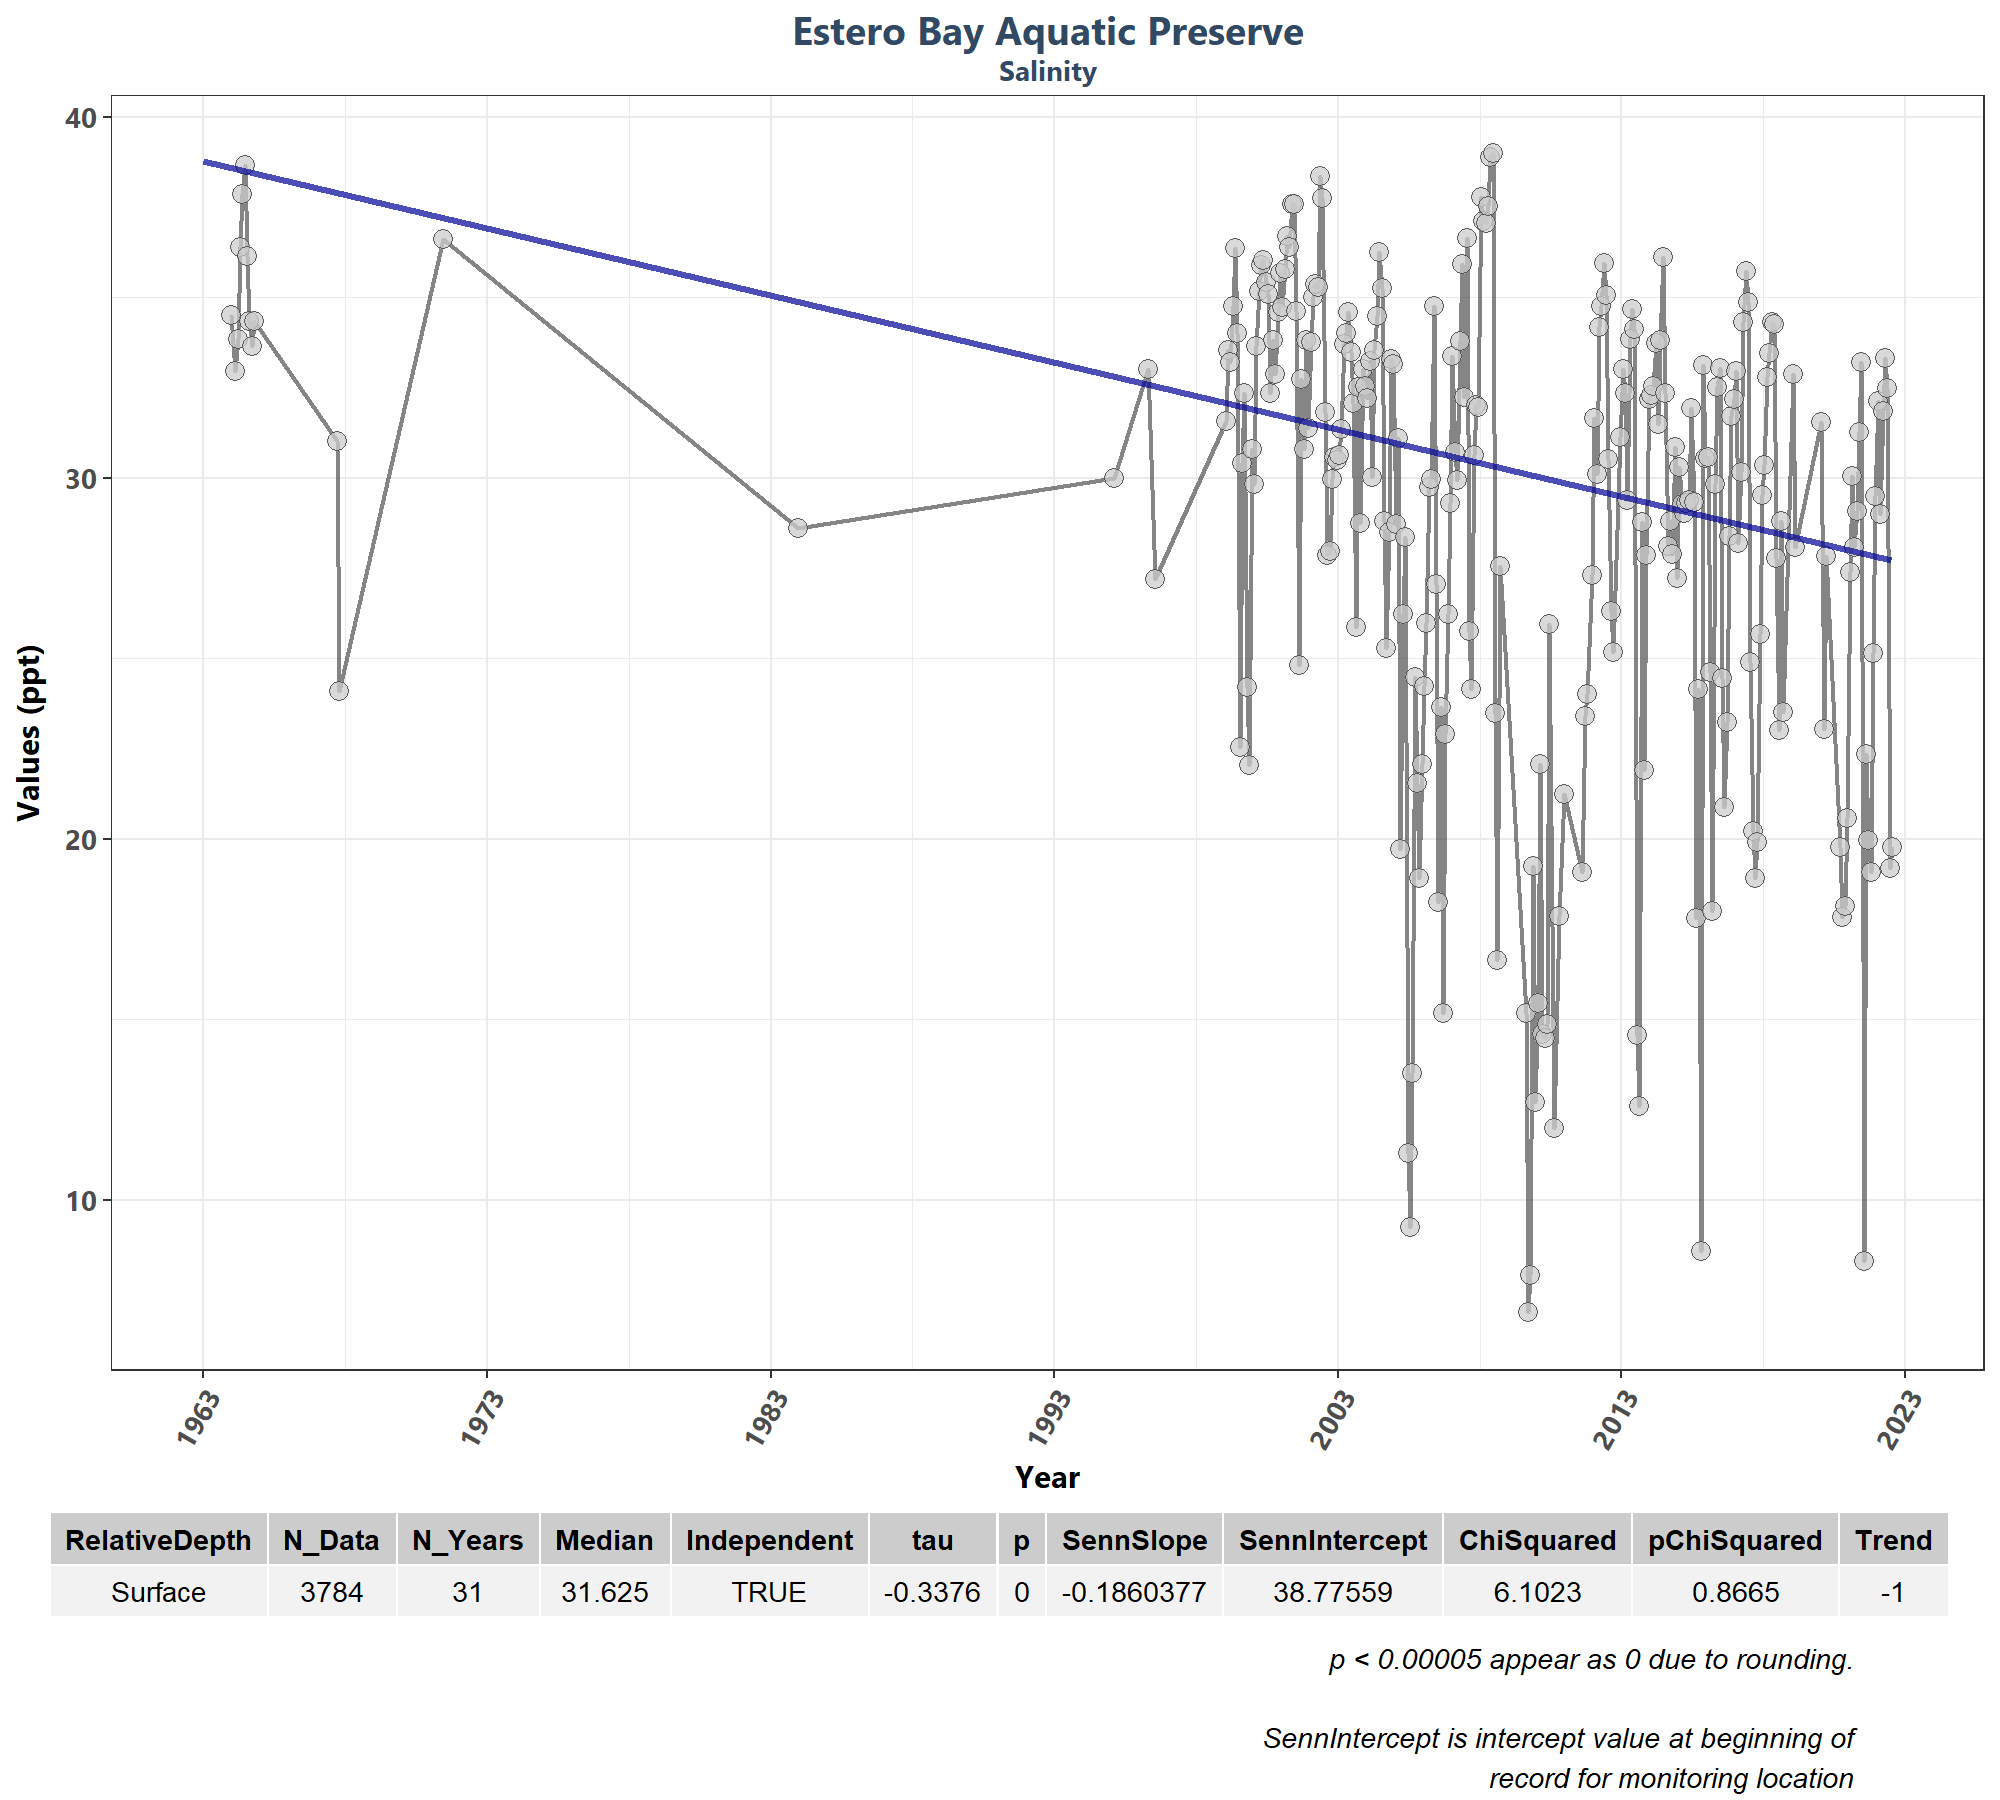 Estero Bay Aquatic Preserve
Salinity
Values (ppt)
40
30
20
10
1963 1973 1983 1993 2003 2013 2023
Year
RelativeDepth N_Data N_Years Median Independent tau p SennSlope SennIntercept ChiSquared pChiSquared Trend
Surface 3784 31 31.625 TRUE -0.3376 0 -0.1860377 38.77559 6.1023 0.8665 -1
p < 0.00005 appear as 0 due to rounding.
SennIntercept is intercept value at beginning of
record for monitoring location